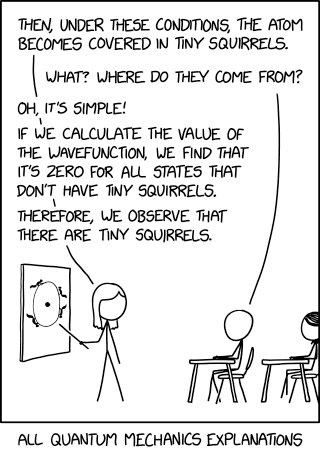 THEN, UNDER THESE CONDITIONS, THE ATOM
BECOMES COVERED IN TINY SQUIRRELS.
WHAT? WHERE DO THEY COME FROM?
OH, IT'S SIMPLE!
IF WE CALCULATE THE VALUE OF
THE WAVEFUNCTION, WE FIND THAT
IT'S ZERO FOR ALL STATES THAT
DON'T HAVE TINY SQUIRRELS.
THEREFORE, WE OBSERVE THAT
THERE ARE TINY SQUIRRELS.
ALL QUANTUM MECHANICS EXPLANATIONS